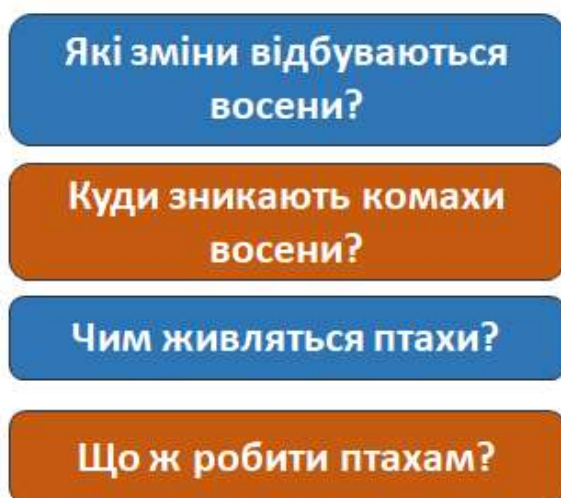 Які зміни відбуваються
восени?
Куди зникають комахи
восени?
Чим живляться птахи?
Що ж робити птахам?